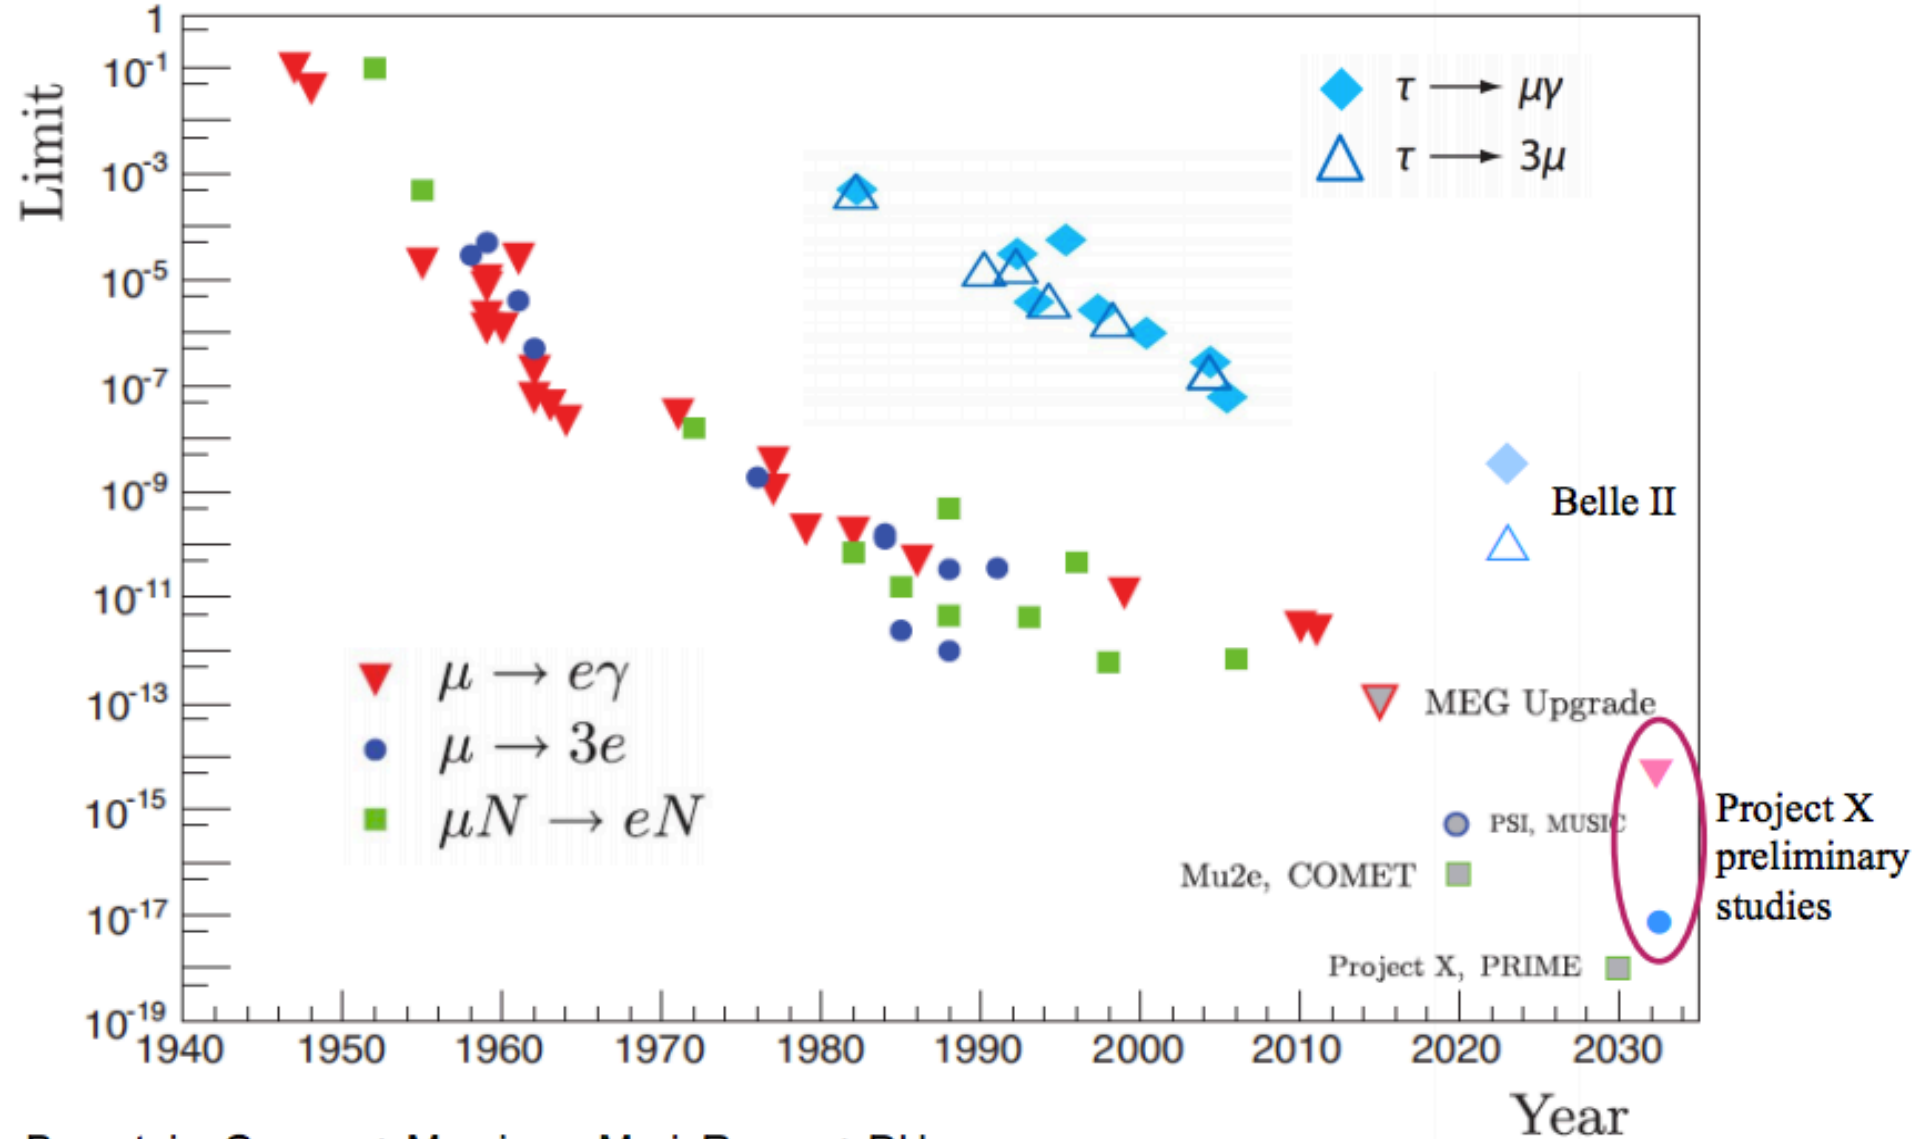 Limit
1
10-1
10-3
10-5
10-7
10-9
10-11
10-13
10-15
10-17
10-19
τ → μγ
τ → 3μ
Belle II
μ → eγ
μ → 3e
μN → eN
MEG Upgrade
PSI, MUSIC
Mu2e, COMET
Project X, PRIME
Project X
preliminary
studies
1940 1950 1960 1970 1980 1990 2000 2010 2020 2030
Year